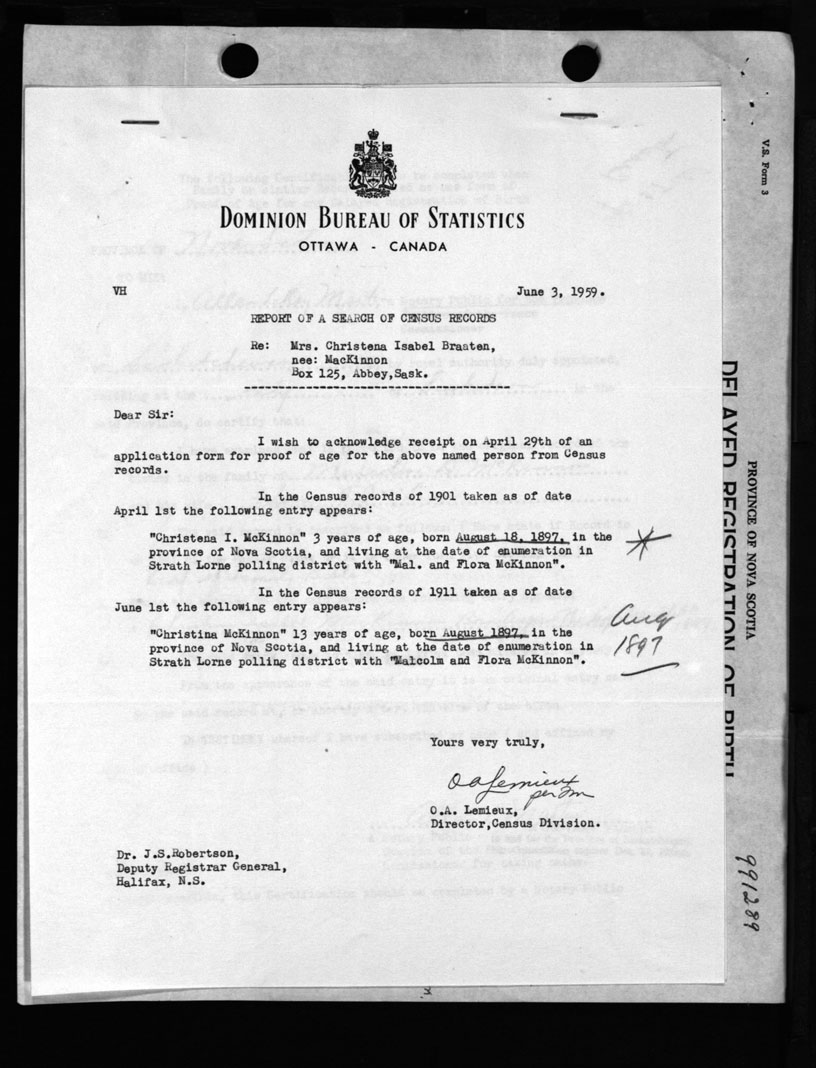 DOMINION BUREAU OF STATISTICS
OTTAWA - CANADA
VH
June 3, 1959.
REPORT OF A SEARCH OF CENSUS RECORDS
Re: Mrs. Christena Isabel Braaten,
nee: MacKinnon
Box 125, Abbey,Sask.
Dear Sir:
I wish to acknowledge receipt on April 29th of an
application form for proof of age for the above named person from Census
records.
In the Census records of 1901 taken as of date
April 1st the following entry appears:
"Christena I. McKinnon" 3 years of age, born August 18, 1897, in the
province of Nova Scotia, and living at the date of enumeration in
Strath Lorne polling district with "Mal. and Flora McKinnon".
In the Census records of 1911 taken as of date
June 1st the following entry appears:
"Christina McKinnon" 13 years of age, born August 1897, in the
province of Nova Scotia, and living at the date of enumeration in
Strath Lorne polling district with "Malcolm and Flora McKinnon".
Aug
1897
Yours very truly,
O A Lemieux
per
O.A. Lemieux,
Director,Census Division.
Dr. J.S.Robertson,
Deputy Registrar General,
Halifax, N.S.
V.S. Form 3
PROVINCE OF NOVA SCOTIA
DELAYED REGISTRATION OF BIRTH
991289